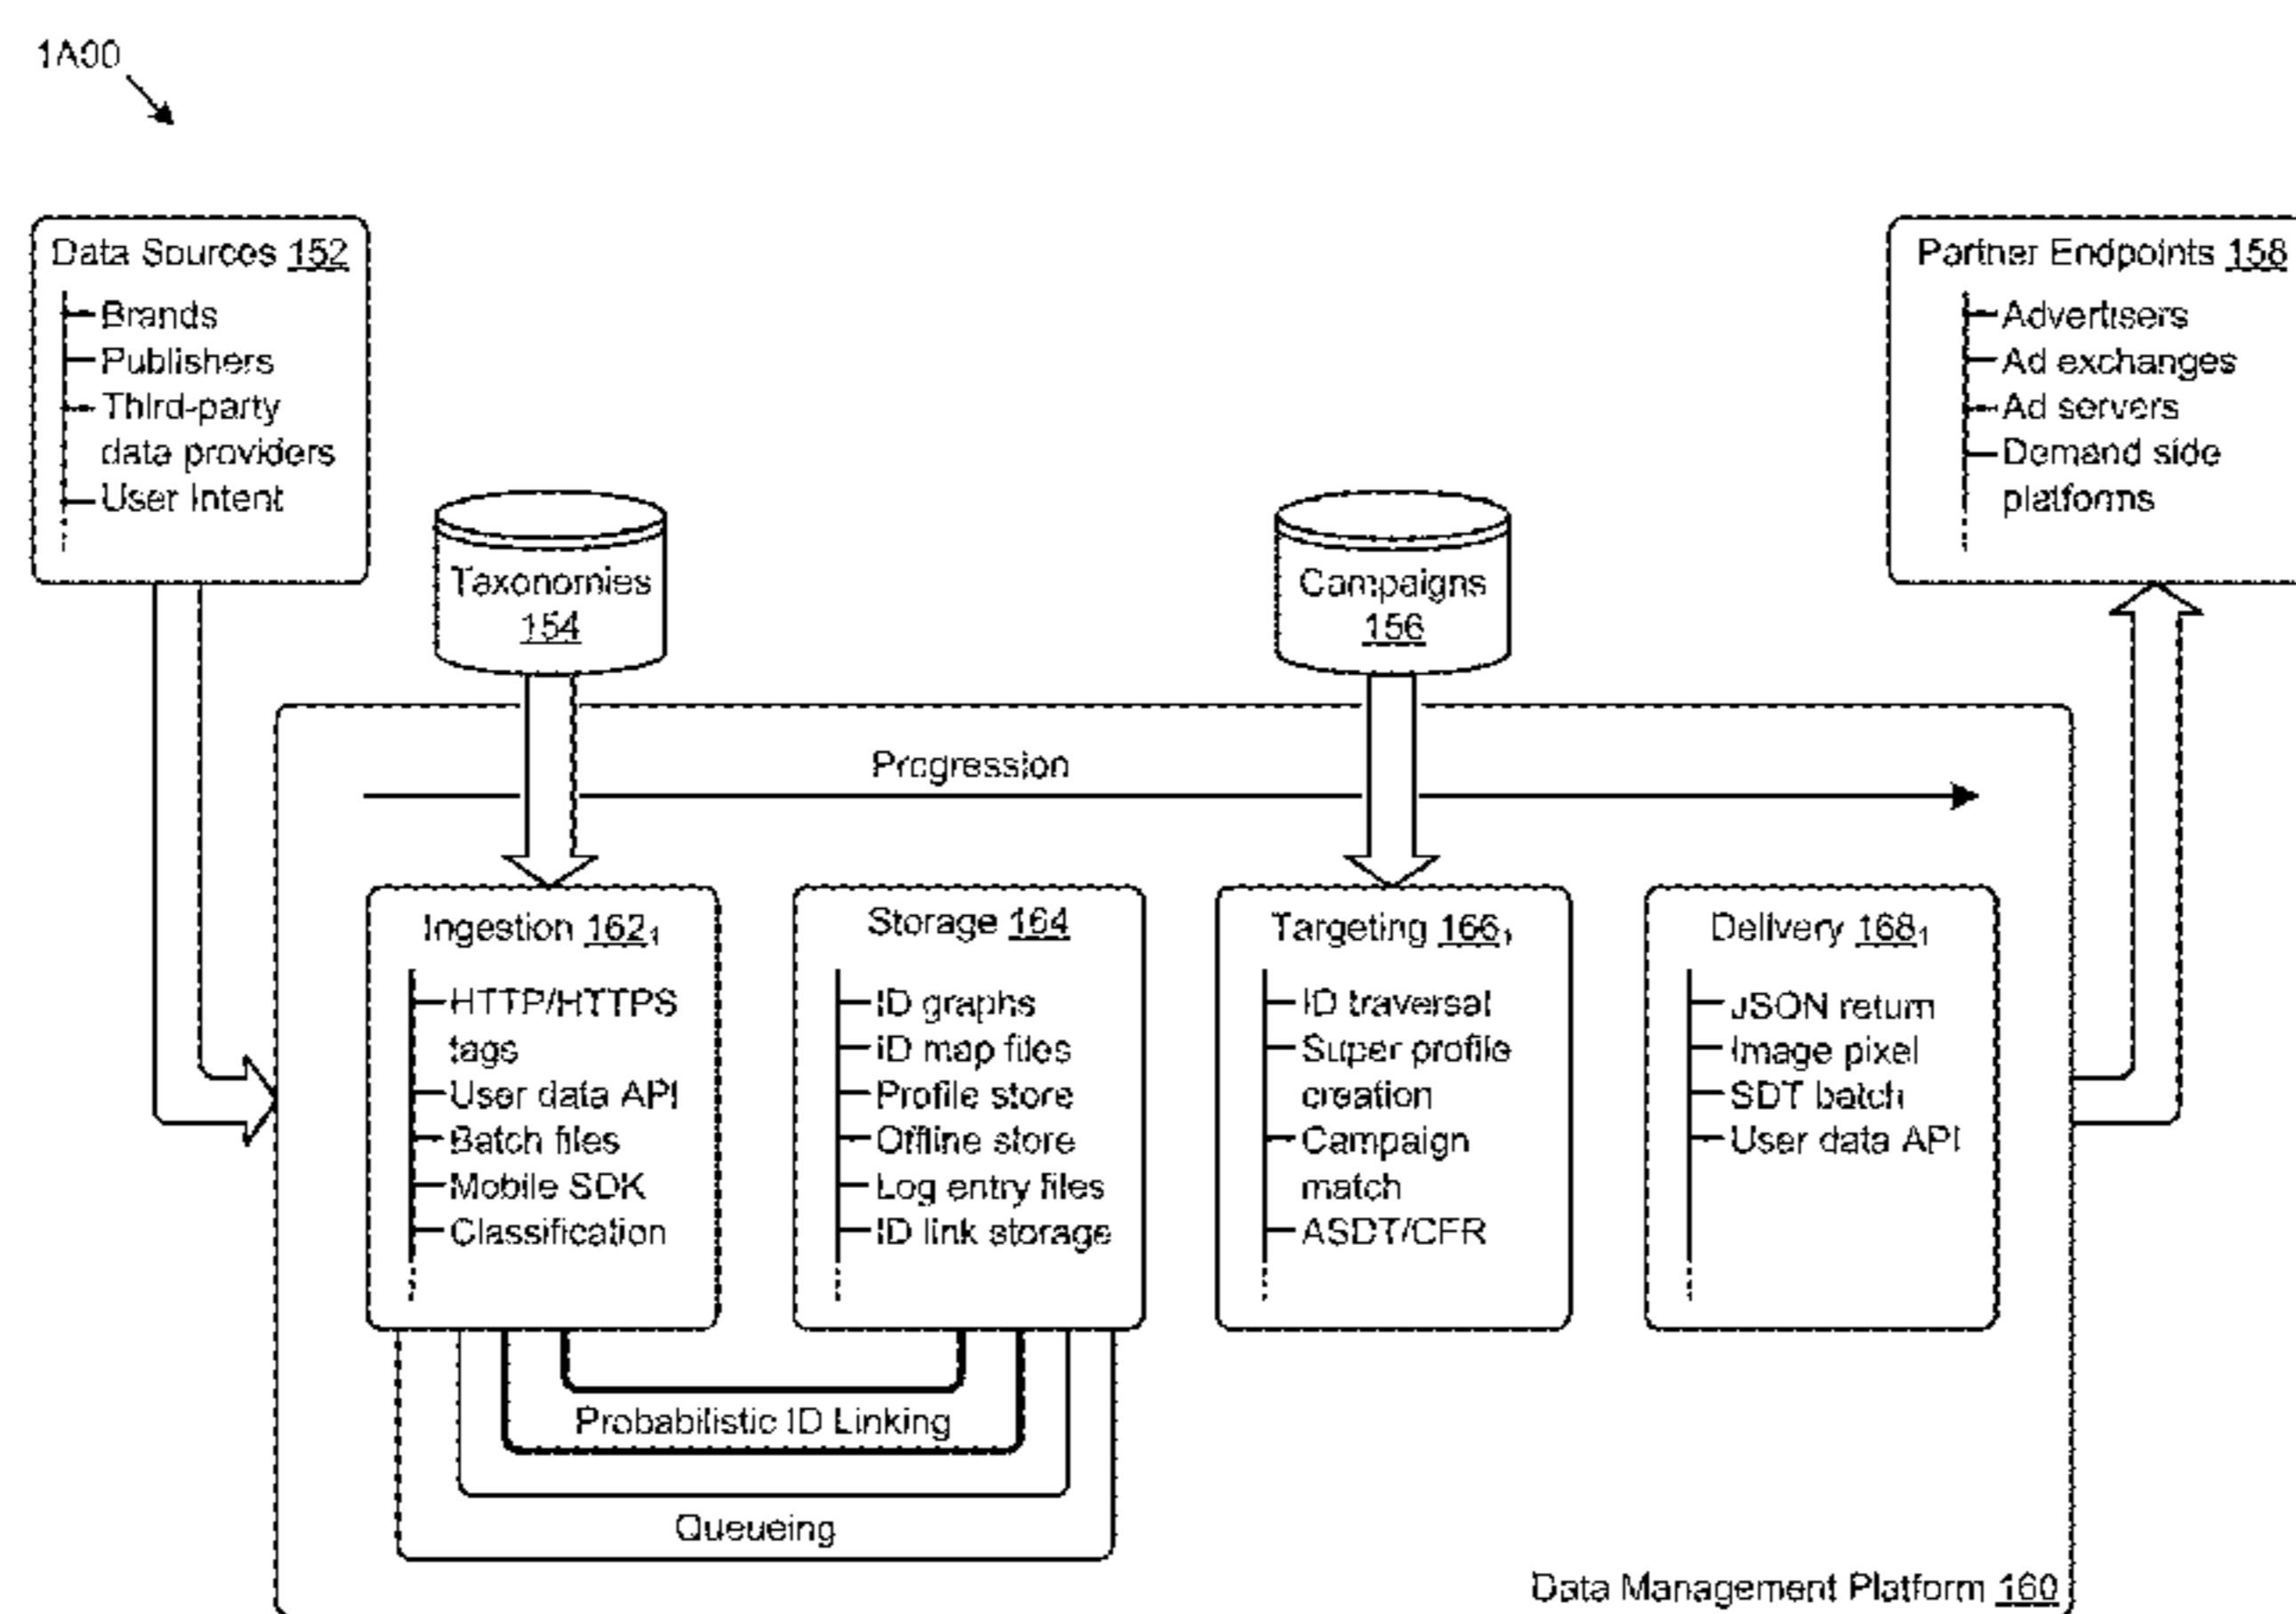 1A00
Data Sources 152
Brands
Publishers
Third-party
data providers
User Intent
Taxonomies
154
Campaigns
156
Partner Endpoints 158
Advertisers
Ad exchanges
Ad servers
Demand side
platforms
Progression
Ingestion 162₁
HTTP/HTTPS
tags
User data API
Batch files
Mobile SDK
Classification
Storage 164
ID graphs
ID map files
Profile store
Offline store
Log entry files
ID link storage
Targeting 166₁
ID traversal
Super profile
creation
Campaign
match
ASDT/CFR
Delivery 168₁
JSON return
Image pixel
SDT batch
User data API
Probabilistic ID Linking
Queueing
Data Management Platform 160